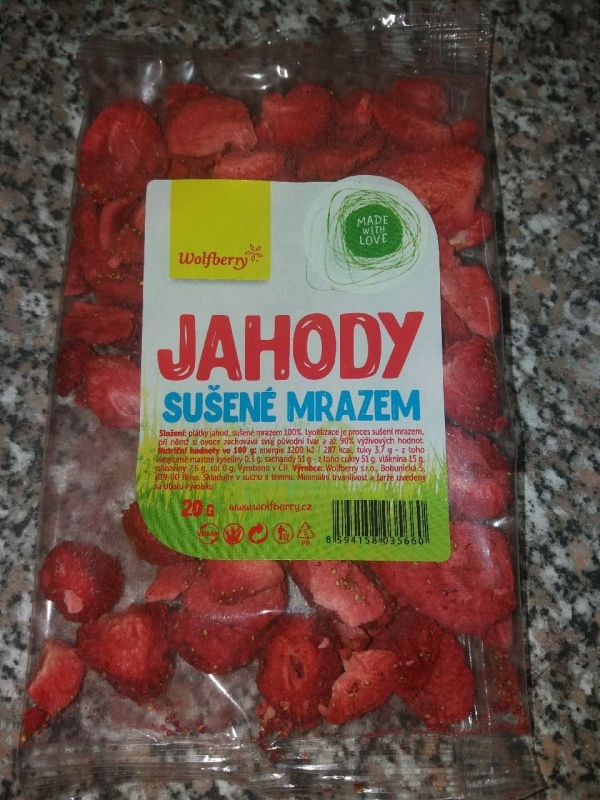 Wolfberry
MADE
WITH
LOVE
JAHODY
SUŠENÉ MRAZEM
Složení: plátky jahod, sušené mrazem 100%. Lyofilizace je proces sušení mrazem,
při němž si ovoce zachovává svůj původní tvar a až 90% výživových hodnot.
Nutriční hodnoty ve 100 g: energie 1200 kJ / 287 kcal, tuky 3,7 g - z toho
nasycené mastné kyseliny 0,3 g, sacharidy 51 g - z toho cukry 51 g, vláknina 15 g,
bílkoviny 7,6 g, sůl 0 g. Vyrobeno v ČR. Výrobce: Wolfberry s.r.o., Bohunická 5,
619 00 Brno. Skladujte v suchu a temnu. Minimální trvanlivost a šarže uvedeny
na obalu výrobku.
20 G
www.wolfberry.cz
8 594158 035660